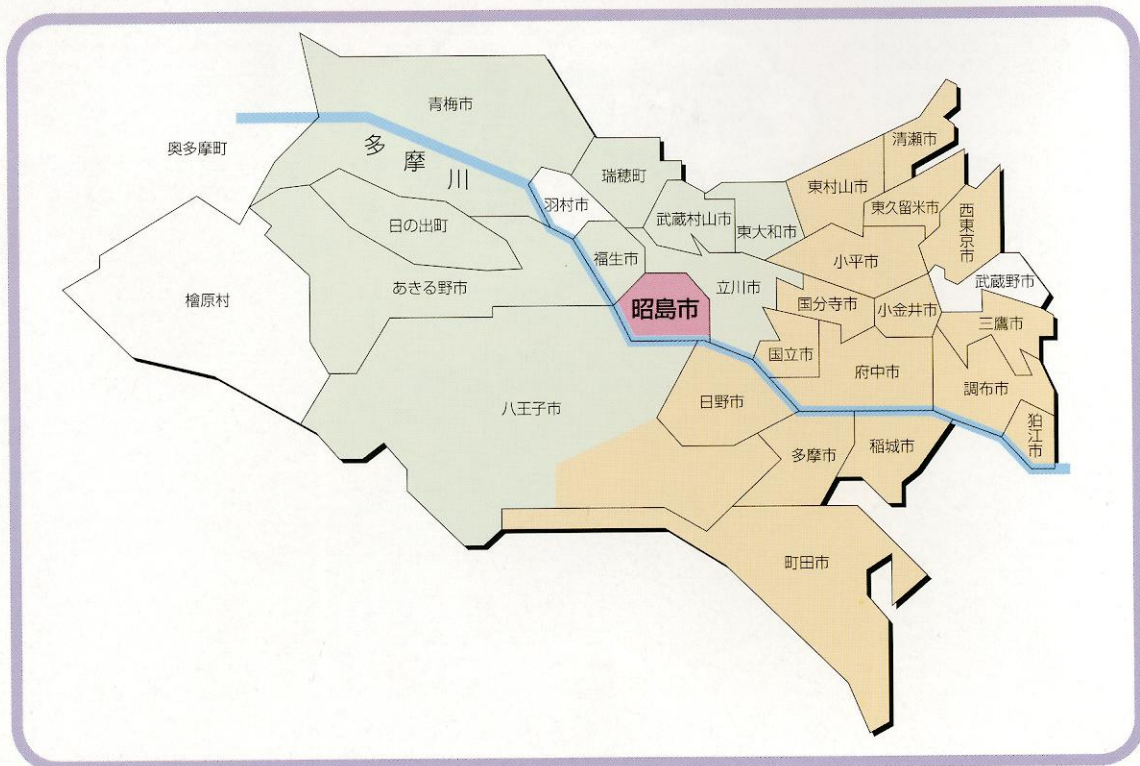 青梅市
奥多摩町
多摩川
清瀬市
瑞穂町
東村山市
羽村市
東久留米市
武蔵村山市
日の出町
東大和市
西東京市
福生市
小平市
あきる野市
立川市
武蔵野市
檜原村
昭島市
国分寺市
小金井市
三鷹市
国立市
府中市
調布市
八王子市
日野市
狛江市
多摩市
稲城市
町田市